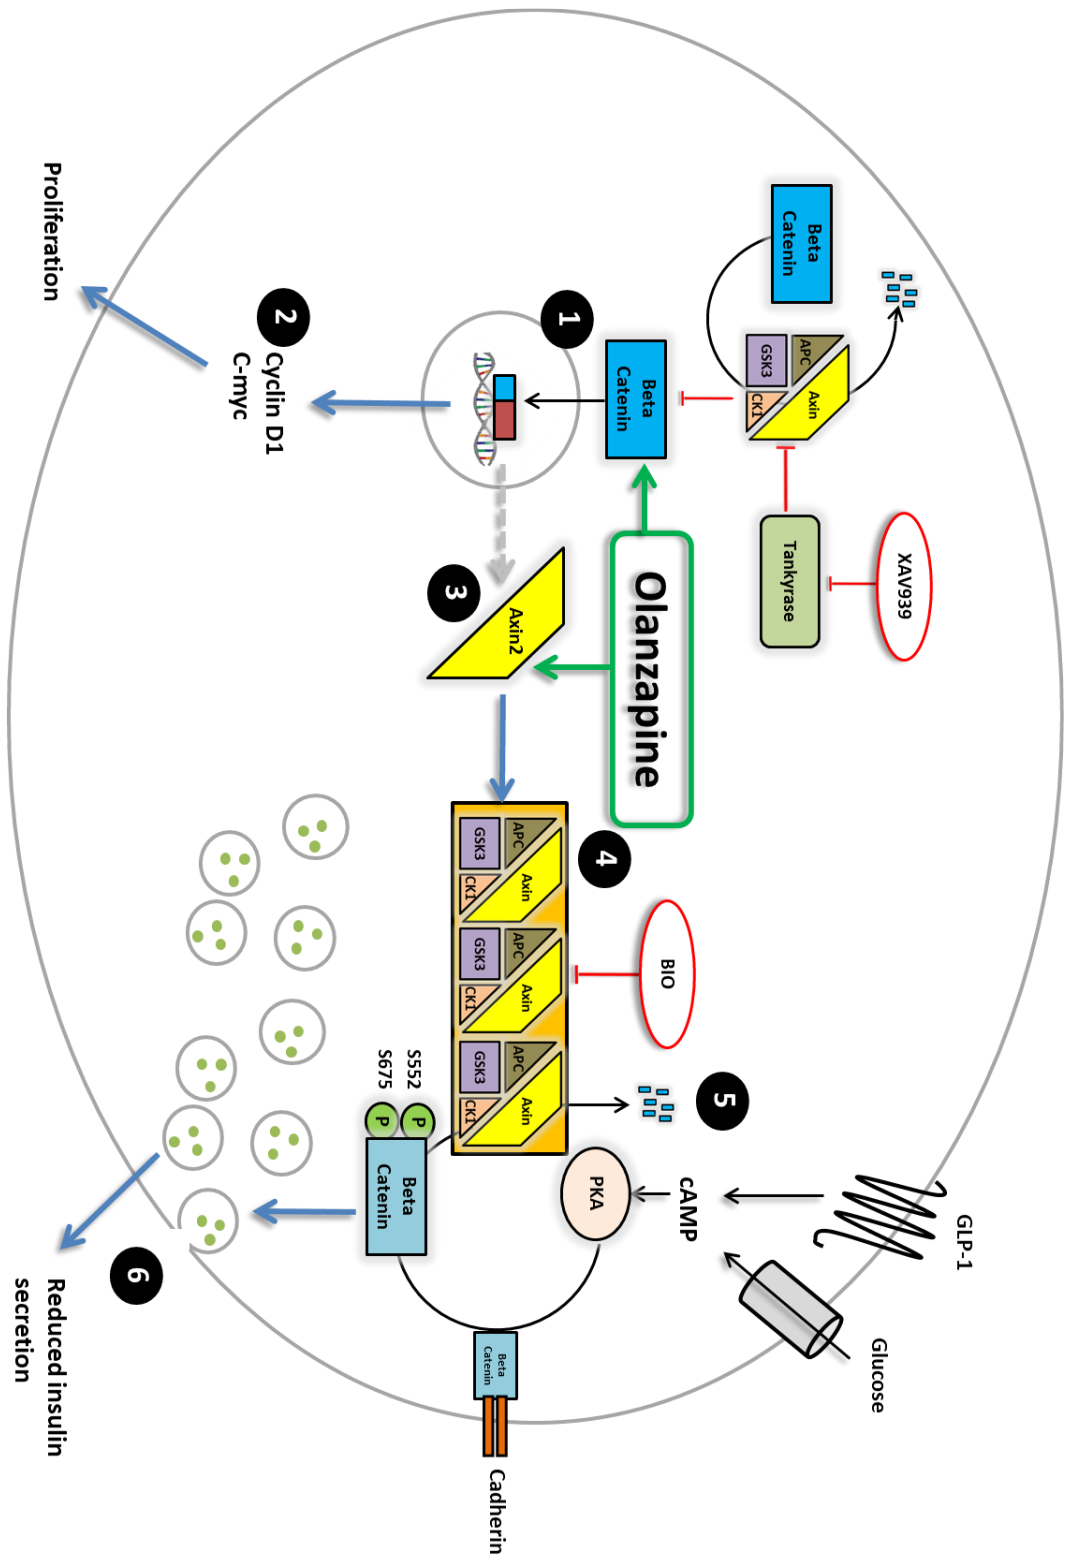 GLP-1
XAV939
Glucose
Beta
Catenin
APC
Axin
GSK3
CK1
Tankyrase
5
cAMP
BIO
Olanzapine
Beta
Catenin
4
PKA
1
Axin2
APC
Axin
GSK3
CK1
APC
Axin
GSK3
CK1
APC
Axin
GSK3
CK1
Beta
Catenin
Cadherin
3
S552
P
S675
P
Beta
Catenin
2
Cyclin D1
C-myc
6
Proliferation
Reduced insulin
secretion